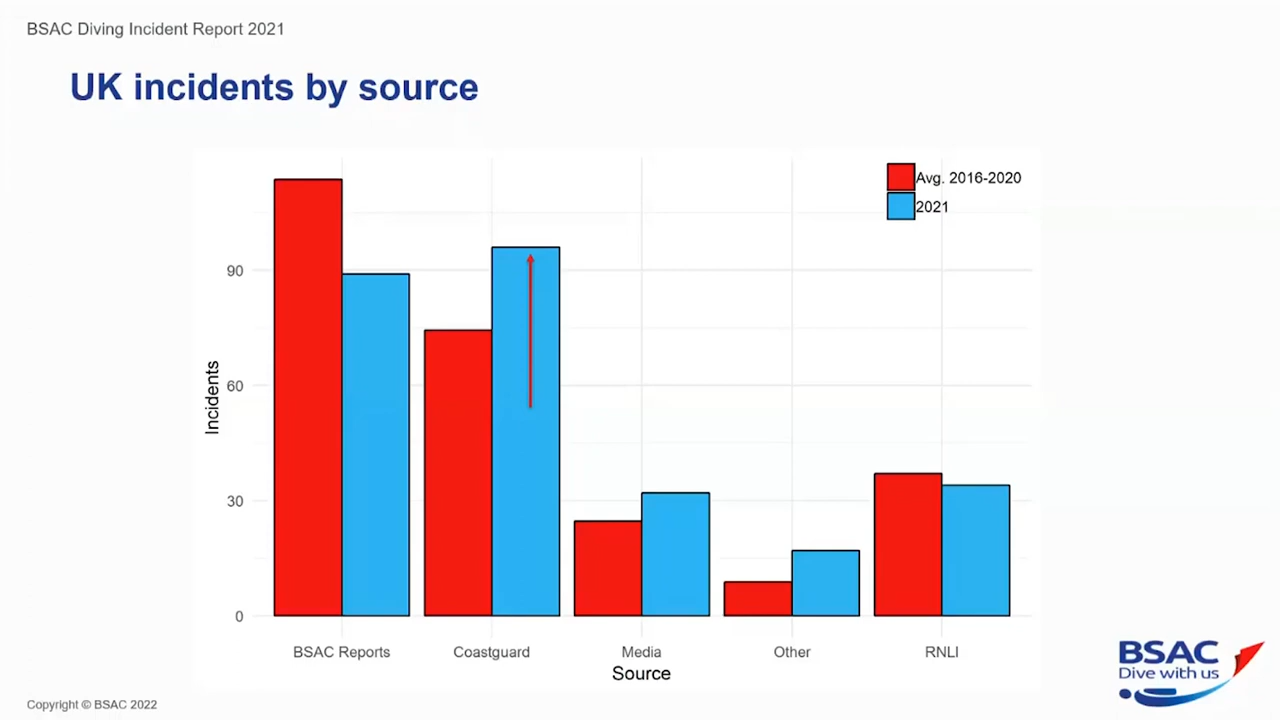 BSAC Diving Incident Report 2021
UK incidents by source
Avg. 2016-2020
2021
90
60
30
0
Incidents
BSAC Reports
Coastguard
Media
Other
RNLI
Source
BSAC
Dive with us
Copyright © BSAC 2022